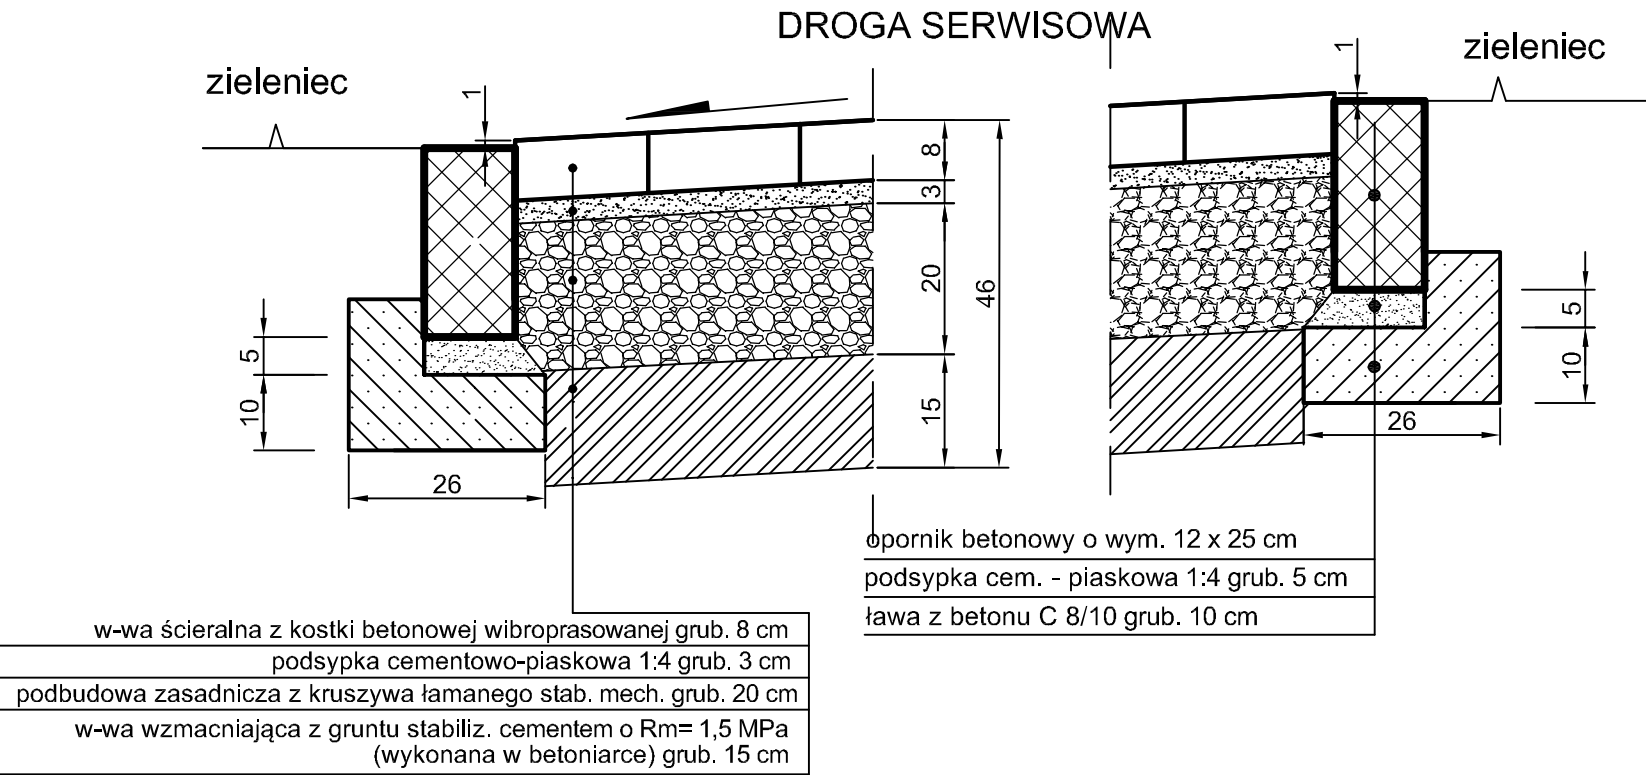 DROGA SERWISOWA
zieleniec
zieleniec
1
1
8
3
20
46
15
5
10
26
5
10
26
opornik betonowy o wym. 12 x 25 cm
podsypka cem. - piaskowa 1:4 grub. 5 cm
ława z betonu C 8/10 grub. 10 cm
w-wa ścieralna z kostki betonowej wibroprasowanej grub. 8 cm
podsypka cementowo-piaskowa 1:4 grub. 3 cm
podbudowa zasadnicza z kruszywa łamanego stab. mech. grub. 20 cm
w-wa wzmacniająca z gruntu stabiliz. cementem o Rm= 1,5 MPa
(wykonana w betoniarce) grub. 15 cm